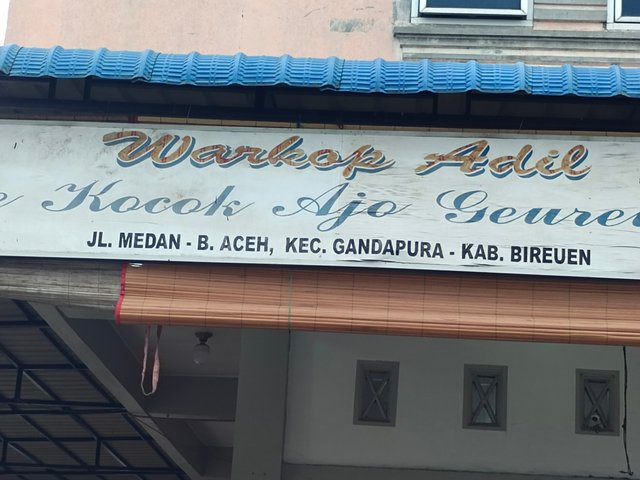 Warkop Adil
Kocok Ajo
JL. MEDAN - B. ACEH, KEC. GANDAPURA - KAB. BIREUEN